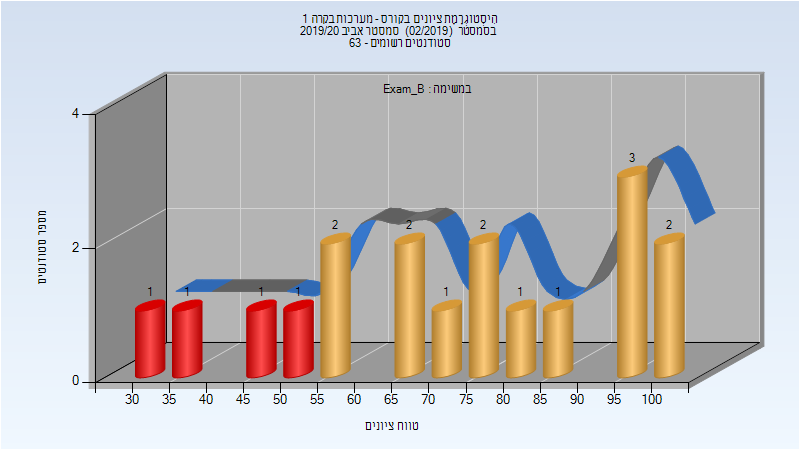 היסטוגרמת ציונים בקורס - מערכות בקרה 1
בסמסטר (02/2019) סמסטר אביב 2019/20
סטודנטים רשומים - 63
במשימה : Exam_B
מספר סטודנטים
4
2
0
1 1 1 1 2 2 1 2 1 1 3 2
30 35 40 45 50 55 60 65 70 75 80 85 90 95 100
טווח ציונים